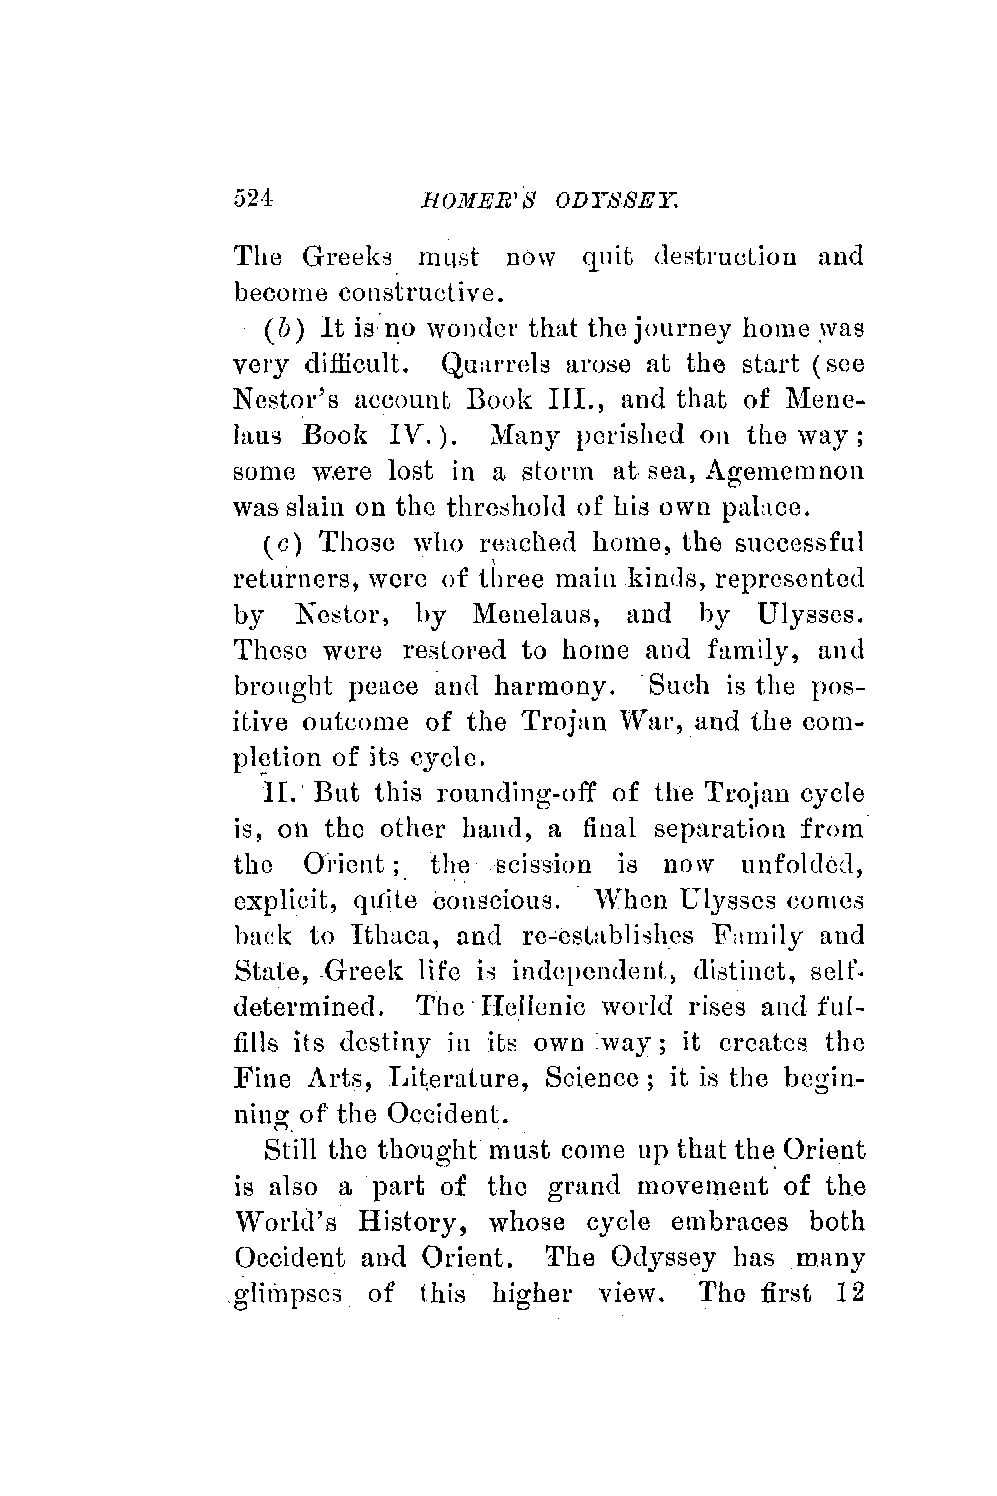 524 HOMER'S ODYSSEY.
The Greeks must now quit destruction and
become constructive.
(b) It is no wonder that the journey home was
very difficult. Quarrels arose at the start (see
Nestor's account Book III., and that of Mene-
laus Book IV.). Many perished on the way;
some were lost in a storm at sea, Agememnon
was slain on the threshold of his own palace.
(c) Those who reached home, the successful
returners, were of three main kinds, represented
by Nestor, by Menelaus, and by Ulysses.
These were restored to home and family, and
brought peace and harmony. Such is the pos-
itive outcome of the Trojan War, and the com-
pletion of its cycle.
II. But this rounding-off of the Trojan cycle
is, on the other hand, a final separation from
the Orient; the scission is now unfolded,
explicit, quite conscious. When Ulysses comes
back to Ithaca, and re-establishes Family and
State, Greek life is independent, distinct, self-
determined. The Hellenic world rises and ful-
fills its destiny in its own way; it creates the
Fine Arts, Literature, Science; it is the begin-
ning of the Occident.
Still the thought must come up that the Orient
is also a part of the grand movement of the
World's History, whose cycle embraces both
Occident and Orient. The Odyssey has many
glimpses of this higher view. The first 12